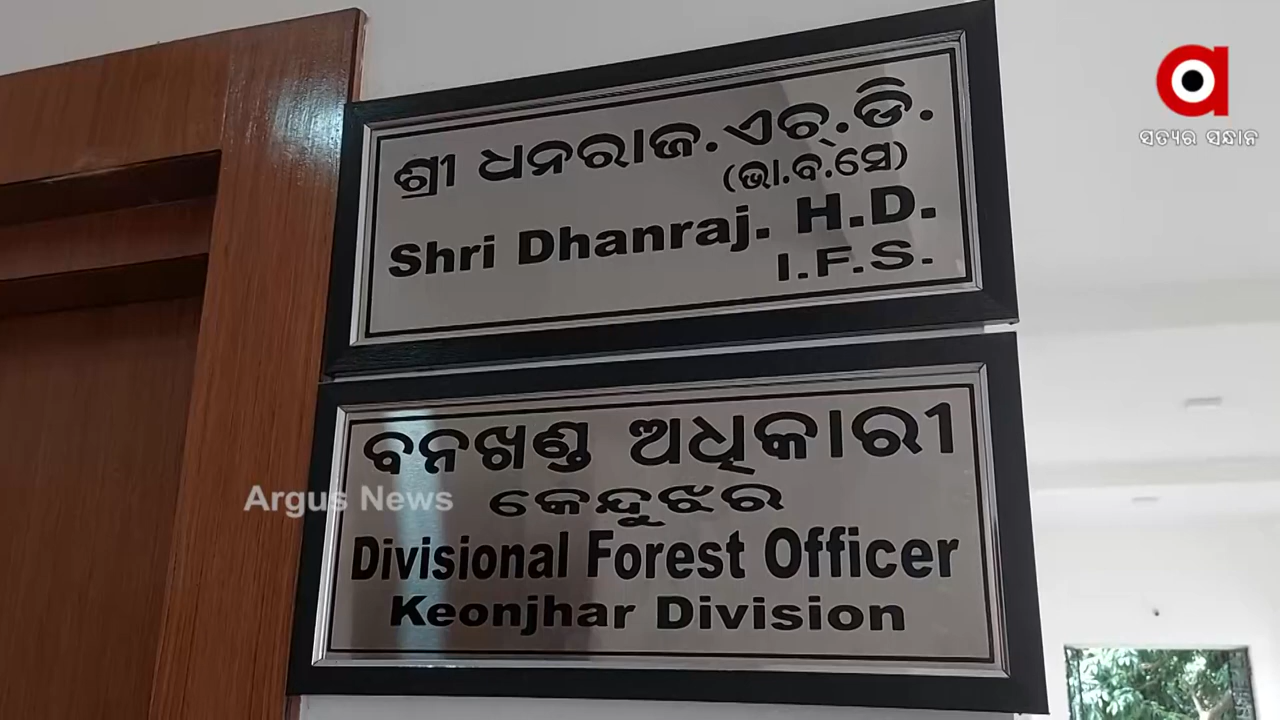 ଶ୍ରୀ ଧନରାଜ.ଏଚ୍.ଡି.
(ଭା.ବ.ସେ)
Shri Dhanraj. H.D.
I.F.S.
ବନଖଣ୍ଡ ଅଧିକାରୀ
କେନ୍ଦୁଝର
Divisional Forest Officer
Keonjhar Division
Argus News
a
ସତ୍ୟର ସନ୍ଧାନ